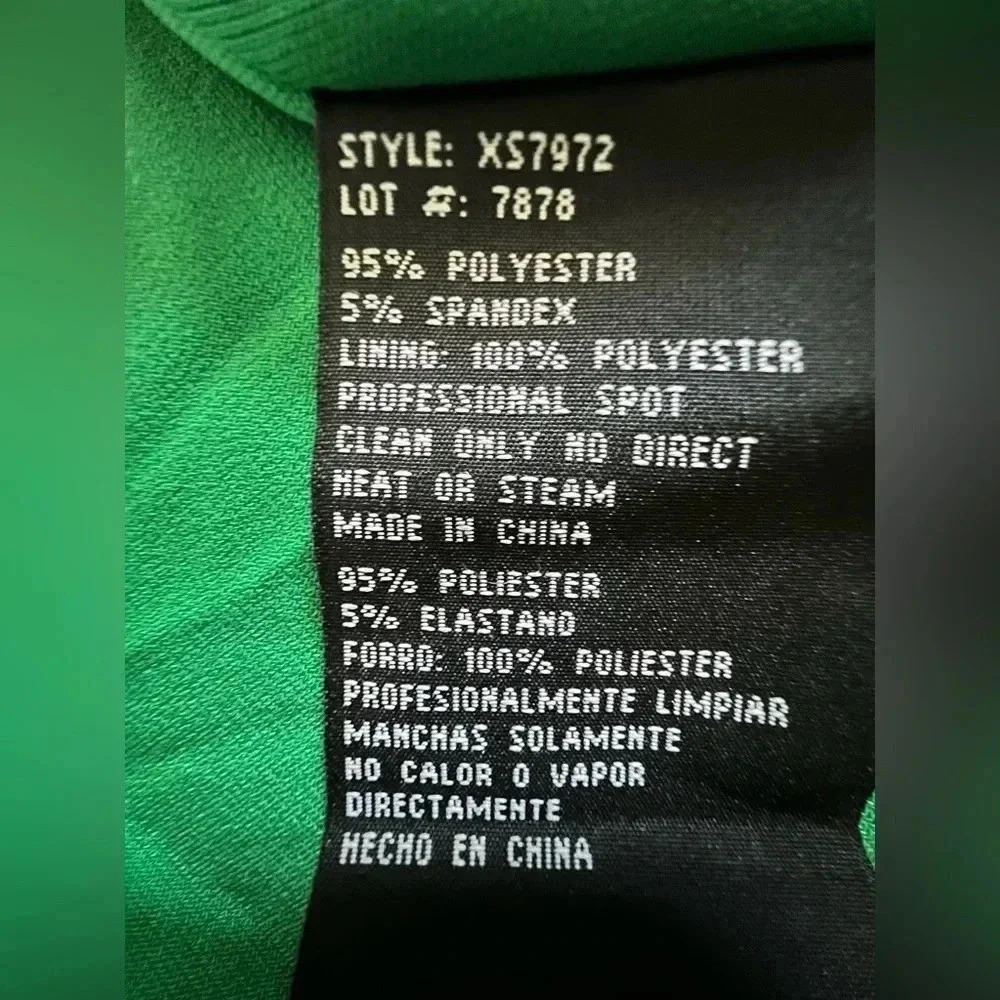 STYLE: XS7972
LOT #: 7878
95% POLYESTER
5% SPANDEX
LINING: 100% POLYESTER
PROFESSIONAL SPOT
CLEAN ONLY NO DIRECT
HEAT OR STEAM
MADE IN CHINA
95% POLIESTER
5% ELASTANO
FORRO: 100% POLIESTER
PROFESIONALMENTE LIMPIAR
MANCHAS SOLAMENTE
NO CALOR O VAPOR
DIRECTAMENTE
HECHO EN CHINA